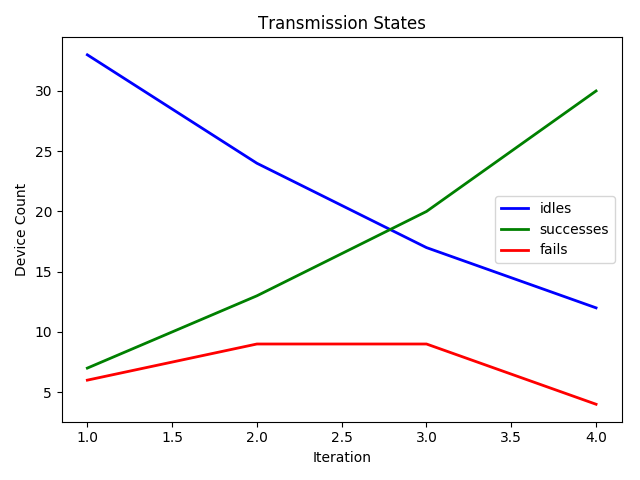 Transmission States
Device Count
30
25
20
15
10
5
idles
successes
fails
1.0 1.5 2.0 2.5 3.0 3.5 4.0
Iteration